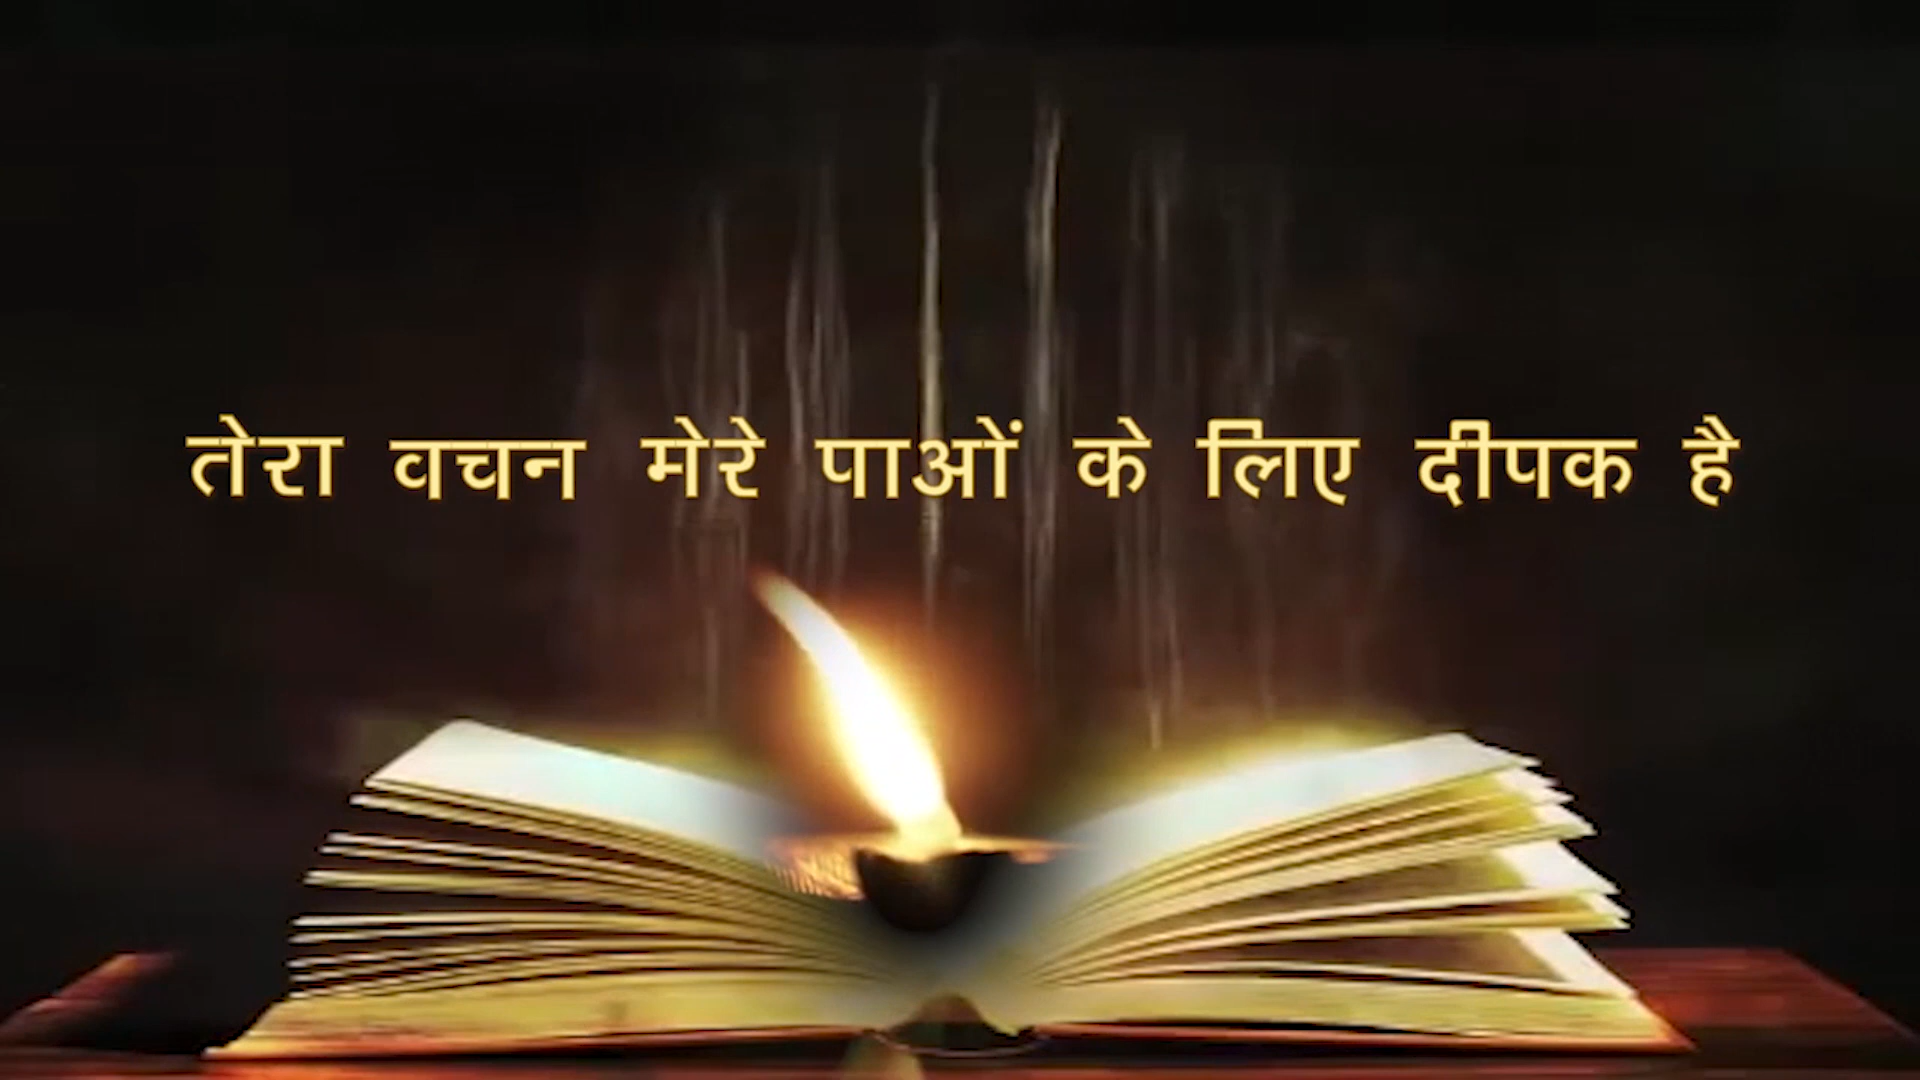 तेरा वचन मेरे पाओं के लिए दीपक है